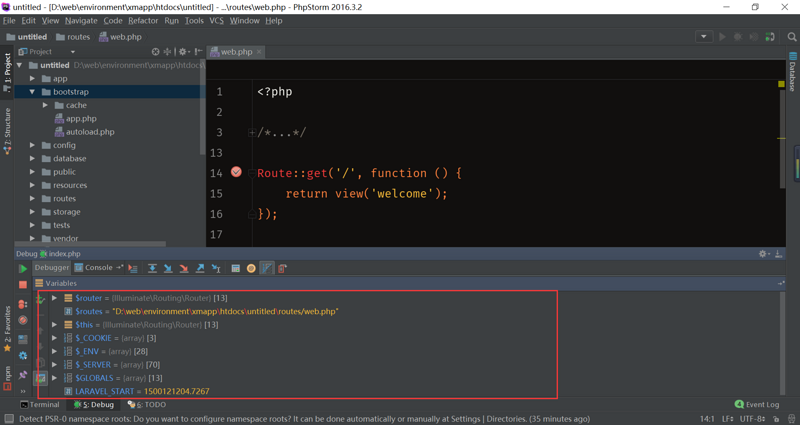 untitled - [D:\web\environment\xmapp\htdocs\untitled] - ...\routes\web.php - PhpStorm 2016.3.2
File Edit View Navigate Code Refactor Run Tools VCS Window Help
untitled routes web.php
1: Project
7: Structure
2: Favorites
npm
Database
Project
untitled D:\web\environment\xmapp\htdocs
app
bootstrap
cache
app.php
autoload.php
config
database
public
resources
routes
storage
tests
vendor
web.php
1 <?php
2
3 /*...*/
13
14 Route::get('/', function () {
15 return view('welcome');
16 });
17
Debug index.php
Debugger Console
Variables
$router = {Illuminate\Routing\Router} [13]
$routes = "D:\web\environment\xmapp\htdocs\untitled\routes/web.php"
$this = {Illuminate\Routing\Router} [13]
$_COOKIE = {array} [3]
$_ENV = {array} [28]
$_SERVER = {array} [70]
$GLOBALS = {array} [13]
LARAVEL_START = 1500121204.7267
Terminal 5: Debug 6: TODO Event Log
Detect PSR-0 namespace roots: Do you want to configure namespace roots? It can be done automatically or manually at Settings | Directories. (35 minutes ago) 14:1 LF UTF-8